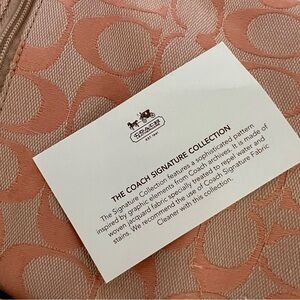 COACH
EST. 1941
THE COACH SIGNATURE COLLECTION
The Signature Collection features a sophisticated pattern
inspired by graphic elements from Coach archives. It is made of
woven jacquard fabric specially treated to repel water and
stains. We recommend the use of Coach Signature Fabric
Cleaner with this collection.